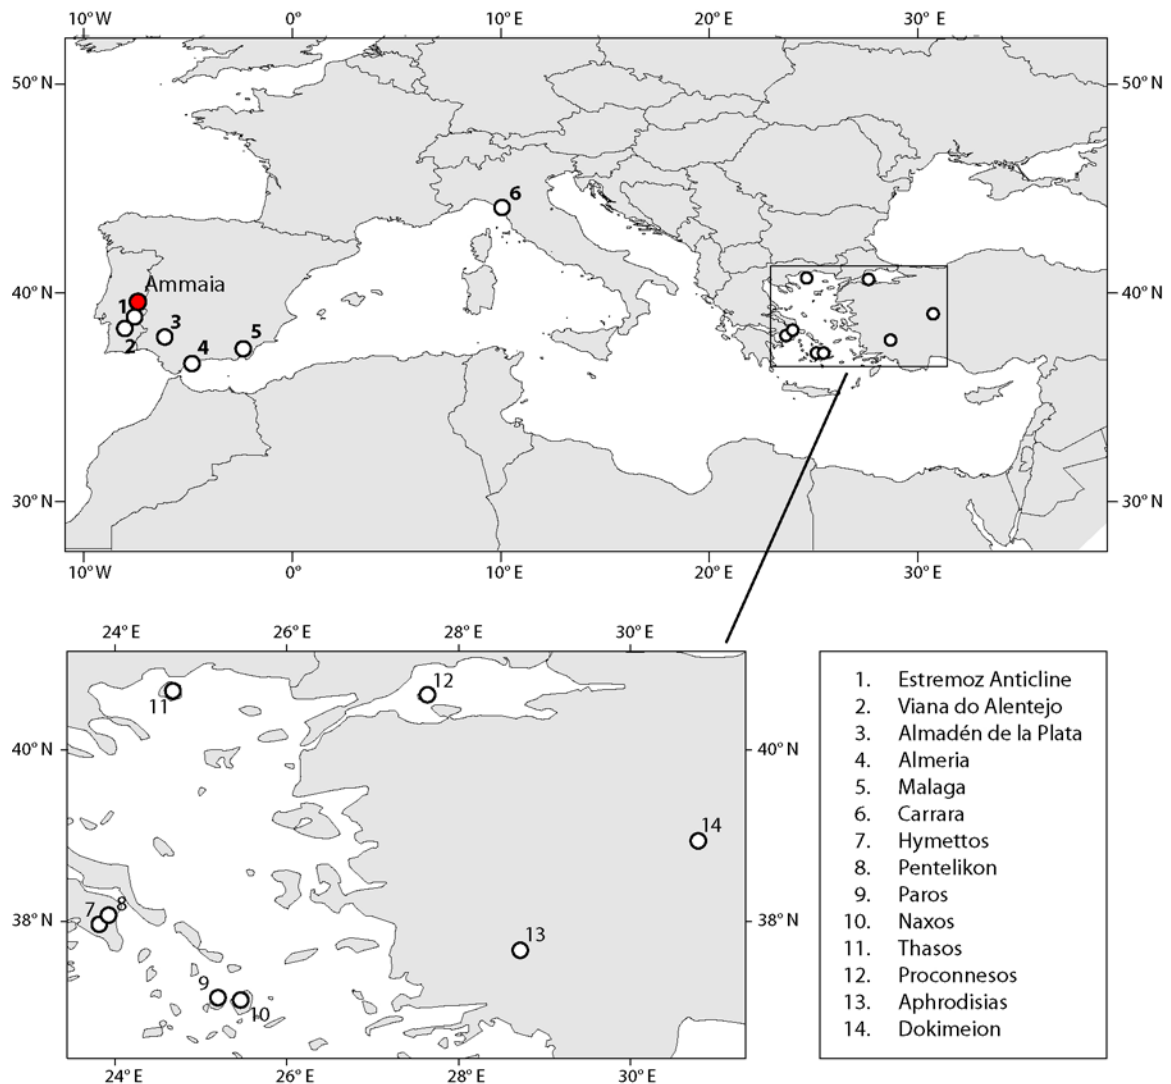 10°W 0° 10°E 20°E 30°E
50°N 50°N
6
Ammaia
40°N 40°N
1
3 5
2 4
30°N 30°N
10°W 0° 10°E 20°E 30°E
24°E 26°E 28°E 30°E
12
11
40°N 40°N
14
7 8
38°N 38°N
13
9
10
24°E 26°E 28°E 30°E
1. Estremoz Anticline
2. Viana do Alentejo
3. Almadén de la Plata
4. Almeria
5. Malaga
6. Carrara
7. Hymettos
8. Pentelikon
9. Paros
10. Naxos
11. Thasos
12. Proconnesos
13. Aphrodisias
14. Dokimeion